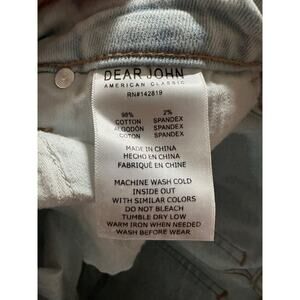 DEAR JOHN
AMERICAN CLASSIC
RN#142819
98% 2%
COTTON SPANDEX
ALGODÓN SPANDEX
COTON SPANDEX
MADE IN CHINA
HECHO EN CHINA
FABRIQUÉ EN CHINE
MACHINE WASH COLD
INSIDE OUT
WITH SIMILAR COLORS
DO NOT BLEACH
TUMBLE DRY LOW
WARM IRON WHEN NEEDED
WASH BEFORE WEAR